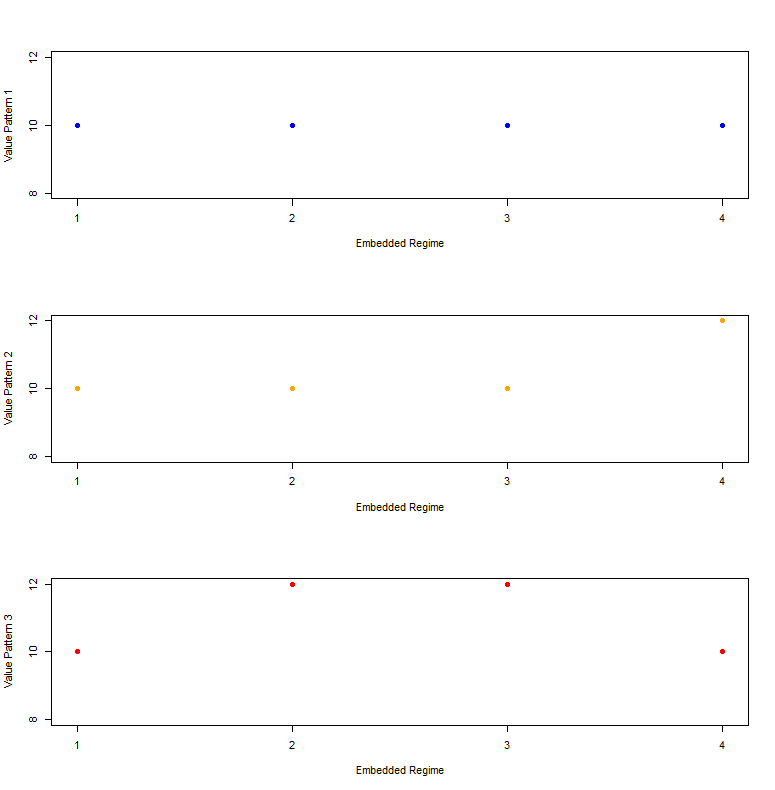 Value Pattern 1
12
10
8
1 2 3 4
Embedded Regime
Value Pattern 2
12
10
8
1 2 3 4
Embedded Regime
Value Pattern 3
12
10
8
1 2 3 4
Embedded Regime